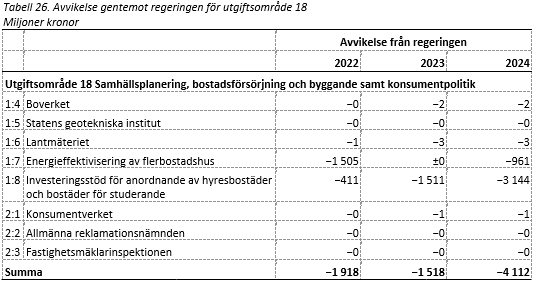 Tabell 26. Avvikelse gentemot regeringen för utgiftsområde 18
Miljoner kronor
Avvikelse från regeringen
2022 2023 2024
Utgiftsområde 18 Samhällsplanering, bostadsförsörjning och byggande samt konsumentpolitik
1:4 Boverket −0 −2 −2
1:5 Statens geotekniska institut −0 −0 −0
1:6 Lantmäteriet −1 −3 −3
1:7 Energieffektivisering av flerbostadshus −1 505 ±0 −961
1:8 Investeringsstöd för anordnande av hyresbostäder −411 −1 511 −3 144
och bostäder för studerande
2:1 Konsumentverket −0 −1 −1
2:2 Allmänna reklamationsnämnden −0 −0 −0
2:3 Fastighetsmäklarinspektionen −0 −0 −0
Summa −1 918 −1 518 −4 112